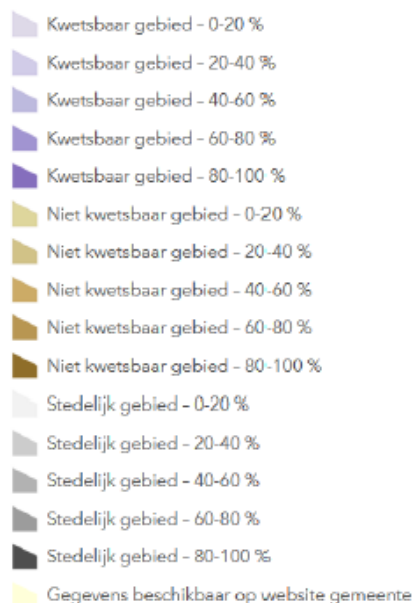 Kwetsbaar gebied - 0-20 %
Kwetsbaar gebied - 20-40 %
Kwetsbaar gebied - 40-60 %
Kwetsbaar gebied - 60-80 %
Kwetsbaar gebied - 80-100 %
Niet kwetsbaar gebied - 0-20 %
Niet kwetsbaar gebied - 20-40 %
Niet kwetsbaar gebied - 40-60 %
Niet kwetsbaar gebied - 60-80 %
Niet kwetsbaar gebied - 80-100 %
Stedelijk gebied - 0-20 %
Stedelijk gebied - 20-40 %
Stedelijk gebied - 40-60 %
Stedelijk gebied - 60-80 %
Stedelijk gebied - 80-100 %
Gegevens beschikbaar op website gemeente